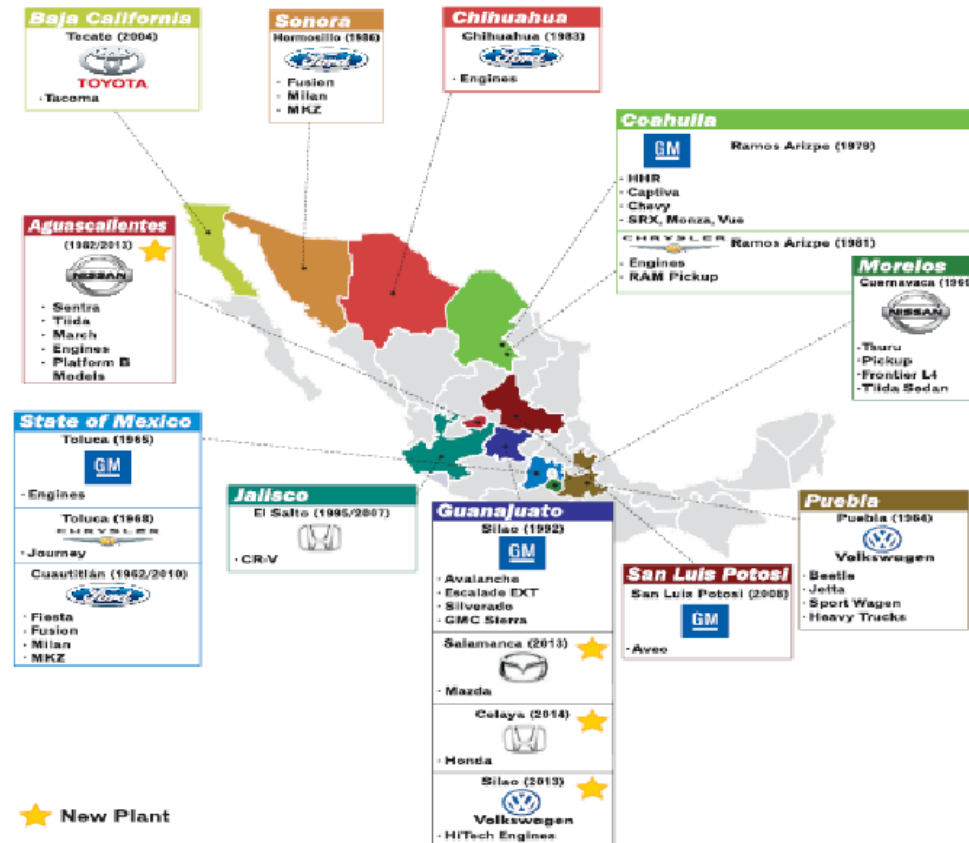 Baja California
Tecate (2004)
TOYOTA
· Tacoma
Sonora
Hermosillo (1986)
Ford
· Fusion
· Milan
· MKZ
Chihuahua
Chihuahua (1983)
Ford
· Engines
Coahuila
GM
Ramos Arizpe (1979)
· HHR
· Captiva
· Chevy
· SRX, Monza, Vue
CHRYSLER
Ramos Arizpe (1981)
· Engines
· RAM Pickup
Aguascalientes
(1982/2013)
NISSAN
· Sentra
· Tiida
· March
· Engines
· Platform B
Models
Morelos
Cuernavaca
NISSAN
· Tsuru
· Pickup
· Frontier L4
· Tiida Sedan
State of Mexico
Toluca (1965)
GM
· Engines
Toluca (1968)
CHRYSLER
· Journey
Cuautitlán (1962/2010)
Ford
· Fiesta
· Fusion
· Milan
· MKZ
Jalisco
El Salto (1995/2007)
· CR-V
Guanajuato
Silao (1992)
GM
· Avalanche
· Escalade EXT
· Silverado
· GMC Sierra
Salamanca (2013)
· Mazda
Celaya (2014)
· Honda
Silao (2013)
Volkswagen
· HiTech Engines
San Luis Potosi
San Luis Potosi (2008)
GM
· Aveo
Puebla
Puebla (1964)
Volkswagen
· Beetle
· Jetta
· Sport Wagen
· Heavy Trucks
New Plant